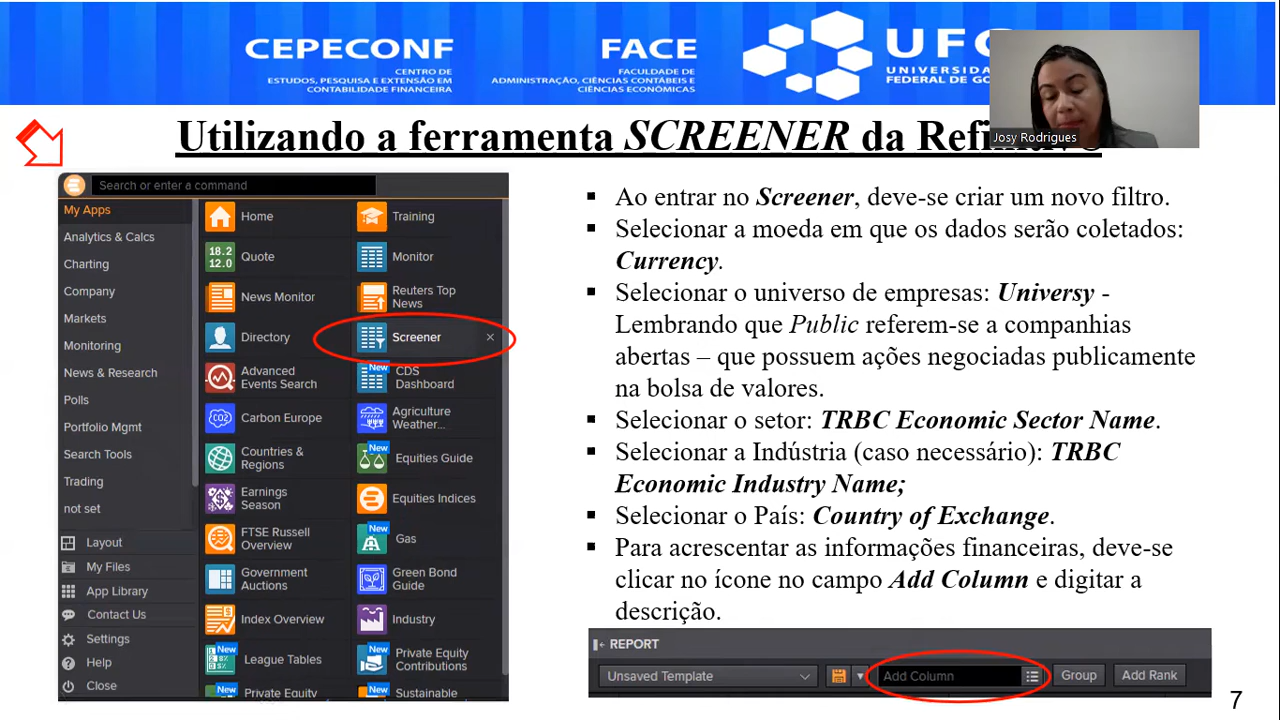 CEPECONF
CENTRO DE
ESTUDOS, PESQUISA E EXTENSÃO EM
CONTABILIDADE FINANCEIRA
FACE
FACULDADE DE
ADMINISTRAÇÃO, CIÊNCIAS CONTÁBEIS E
CIÊNCIAS ECONÔMICAS
UFG
FEDERAL DE
Josy Rodrigues
Utilizando a ferramenta SCREENER da
Search or enter a command
My Apps
Analytics & Calcs
Charting
Company
Markets
Monitoring
News & Research
Polls
Portfolio Mgmt
Search Tools
Trading
not set
Layout
My Files
App Library
Contact Us
Settings
Help
Close
Home
Training
18.2
12.0
Quote
Monitor
News Monitor
Reuters Top
News
Directory
Screener ×
Advanced
Events Search
New
CDS
Dashboard
CO2
Carbon Europe
Agriculture
Weather...
Countries &
Regions
New
Equities Guide
Earnings
Season
Equities Indices
FTSE Russell
Overview
New
Gas
Government
Auctions
Green Bond
Guide
Index Overview
Industry
New
League Tables
New
Private Equity
Contributions
New
Private Equity
New
Sustainable
▪ Ao entrar no Screener, deve-se criar um novo filtro.
▪ Selecionar a moeda em que os dados serão coletados:
Currency.
▪ Selecionar o universo de empresas: Universy -
Lembrando que Public referem-se a companhias
abertas – que possuem ações negociadas publicamente
na bolsa de valores.
▪ Selecionar o setor: TRBC Economic Sector Name.
▪ Selecionar a Indústria (caso necessário): TRBC
Economic Industry Name;
▪ Selecionar o País: Country of Exchange.
▪ Para acrescentar as informações financeiras, deve-se
clicar no ícone no campo Add Column e digitar a
descrição.
REPORT
Unsaved Template
Add Column
Group
Add Rank
7